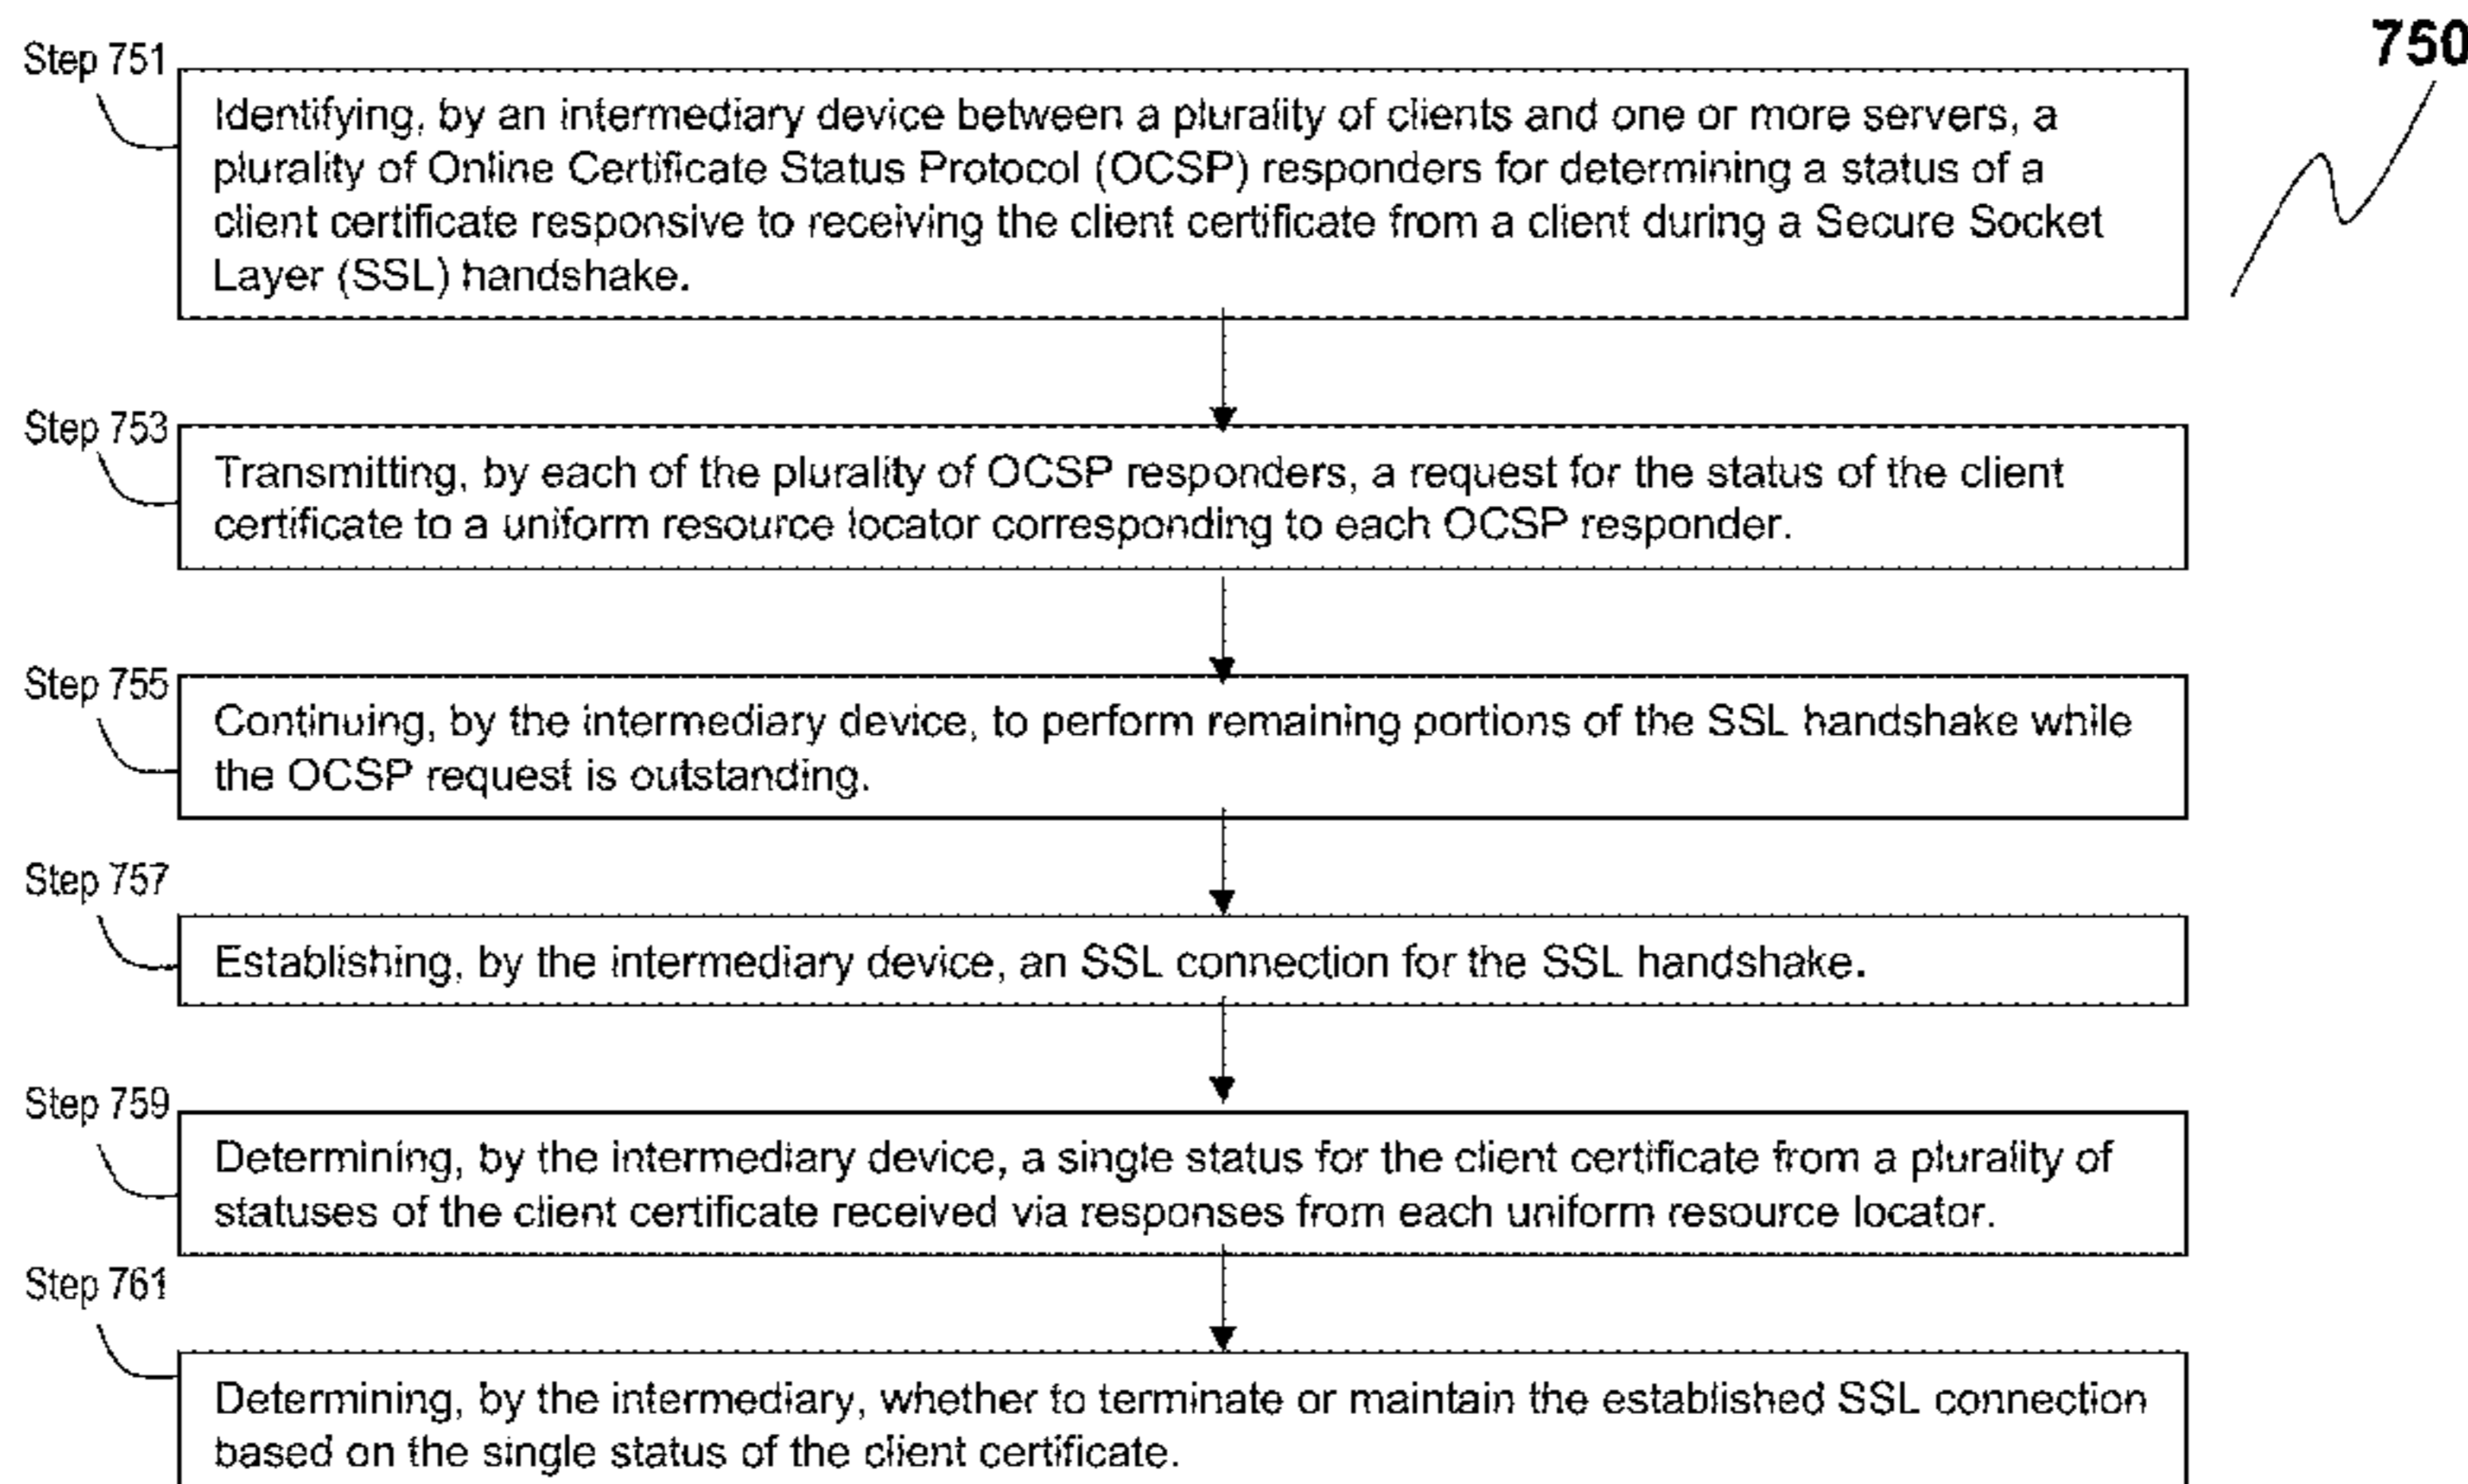 750
Step 751
Identifying, by an intermediary device between a plurality of clients and one or more servers, a
plurality of Online Certificate Status Protocol (OCSP) responders for determining a status of a
client certificate responsive to receiving the client certificate from a client during a Secure Socket
Layer (SSL) handshake.
Step 753
Transmitting, by each of the plurality of OCSP responders, a request for the status of the client
certificate to a uniform resource locator corresponding to each OCSP responder.
Step 755
Continuing, by the intermediary device, to perform remaining portions of the SSL handshake while
the OCSP request is outstanding.
Step 757
Establishing, by the intermediary device, an SSL connection for the SSL handshake.
Step 759
Determining, by the intermediary device, a single status for the client certificate from a plurality of
statuses of the client certificate received via responses from each uniform resource locator.
Step 761
Determining, by the intermediary, whether to terminate or maintain the established SSL connection
based on the single status of the client certificate.